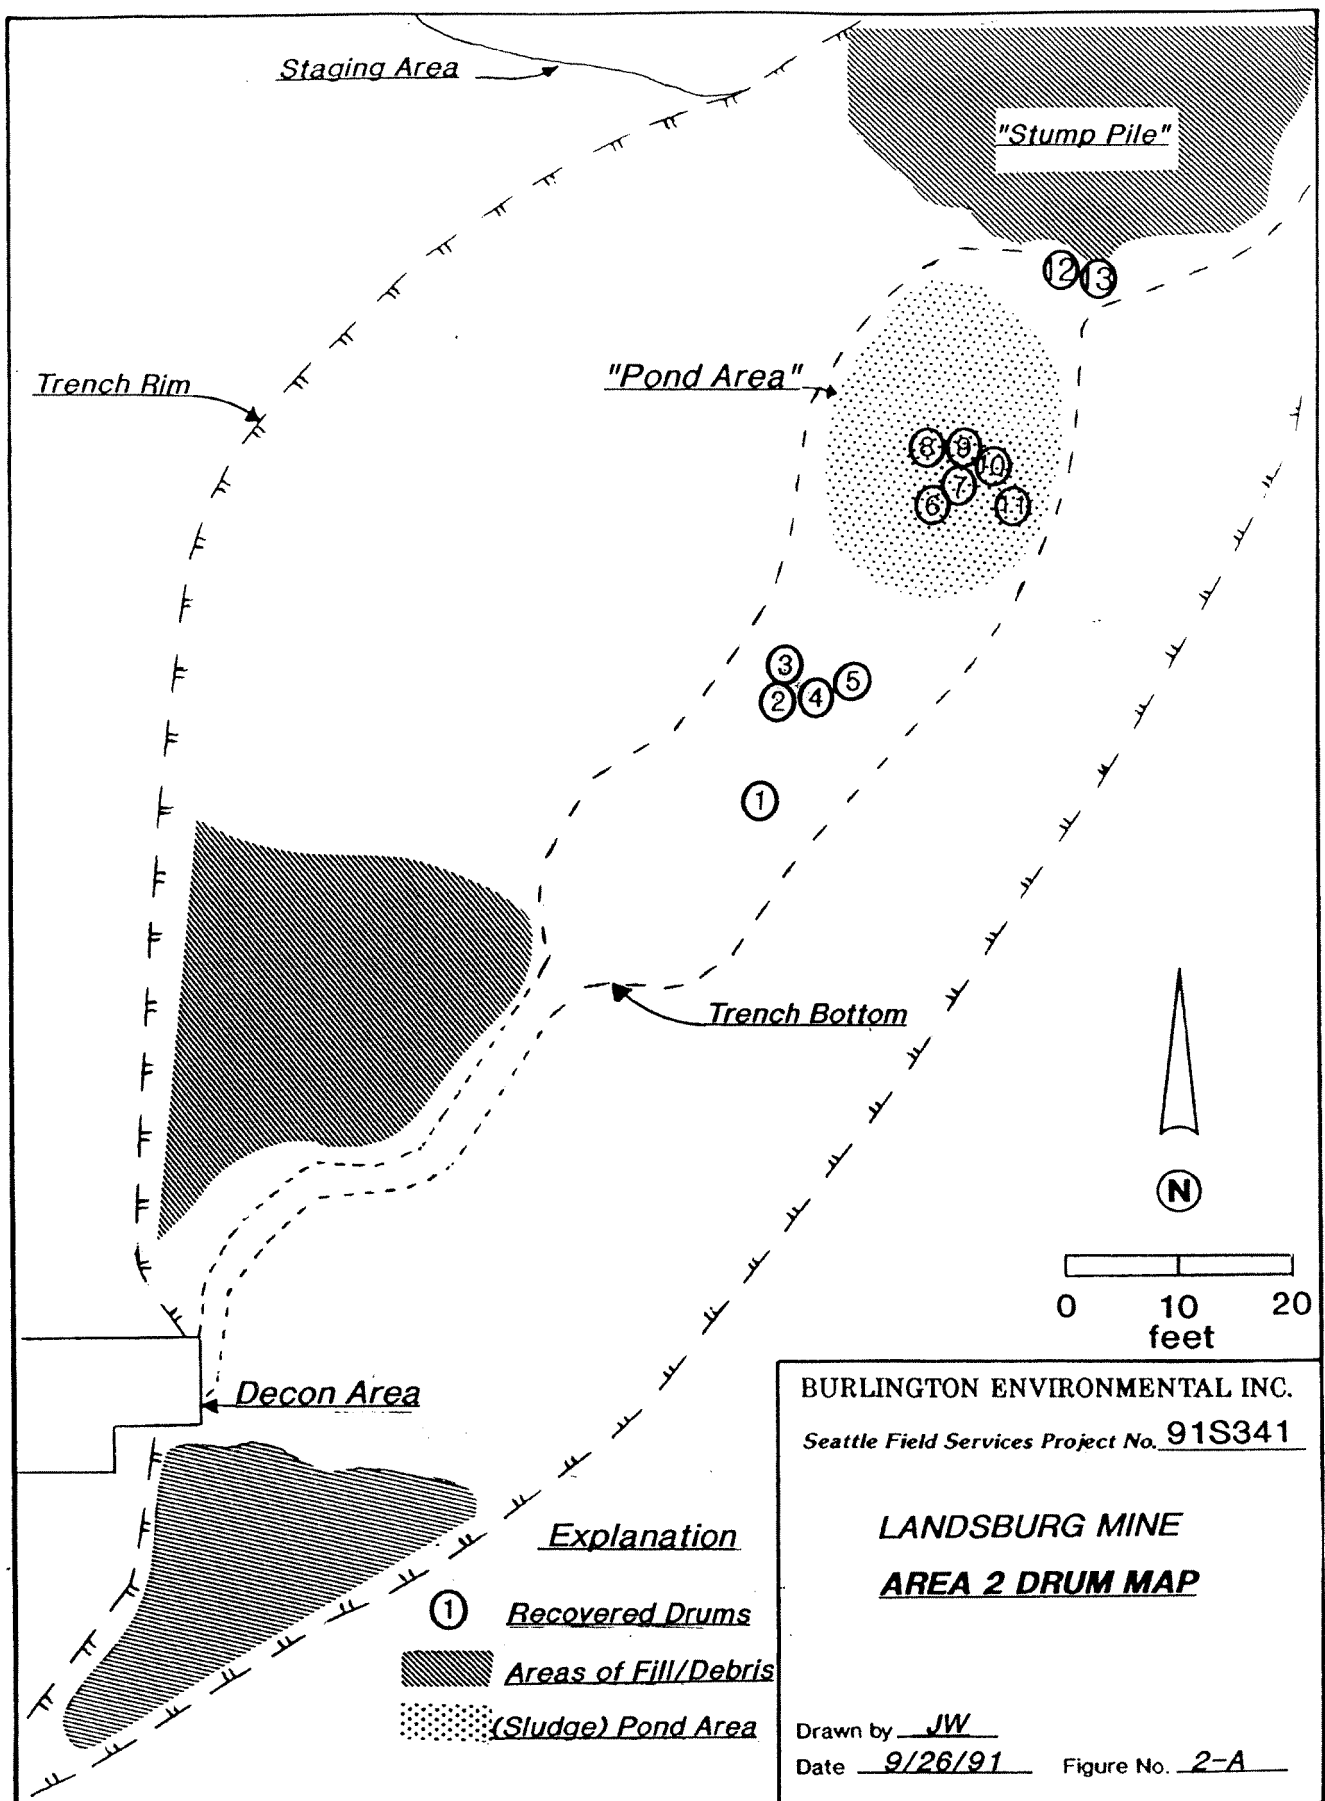 Staging Area
"Stump Pile"
12 13
Trench Rim
"Pond Area"
8 9
10
7
6 11
3
5
2 4
1
Trench Bottom
N
0 10 20
feet
Decon Area
Explanation
1 Recovered Drums
Areas of Fill/Debris
(Sludge) Pond Area
BURLINGTON ENVIRONMENTAL INC.
Seattle Field Services Project No. 91S341
LANDSBURG MINE
AREA 2 DRUM MAP
Drawn by JW
Date 9/26/91 Figure No. 2-A